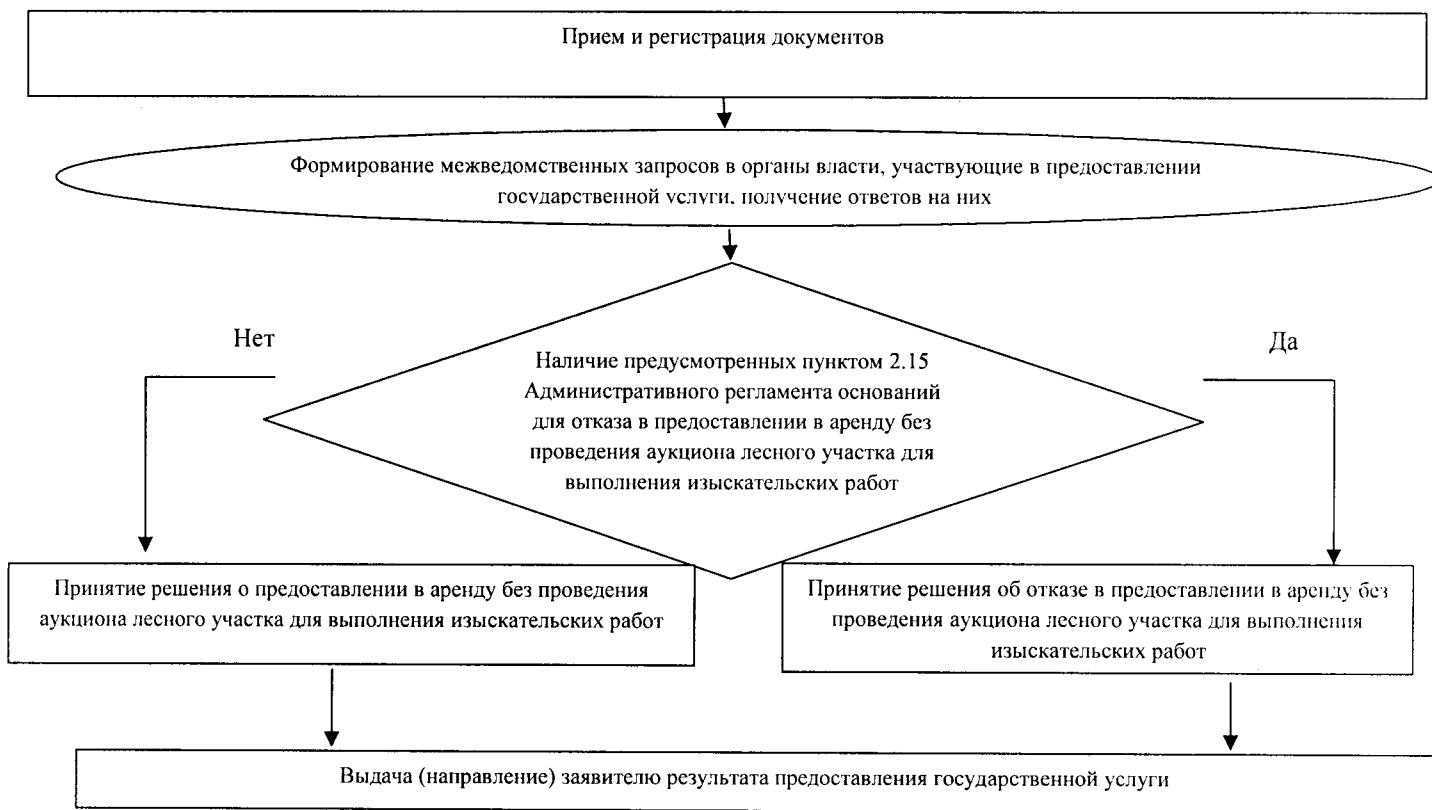 Прием и регистрация документов
Формирование межведомственных запросов в органы власти, участвующие в предоставлении
государственной услуги, получение ответов на них
Нет
Да
Наличие предусмотренных пунктом 2.15
Административного регламента оснований
для отказа в предоставлении в аренду без
проведения аукциона лесного участка для
выполнения изыскательских работ
Принятие решения о предоставлении в аренду без проведения
аукциона лесного участка для выполнения изыскательских работ
Принятие решения об отказе в предоставлении в аренду без
проведения аукциона лесного участка для выполнения
изыскательских работ
Выдача (направление) заявителю результата предоставления государственной услуги